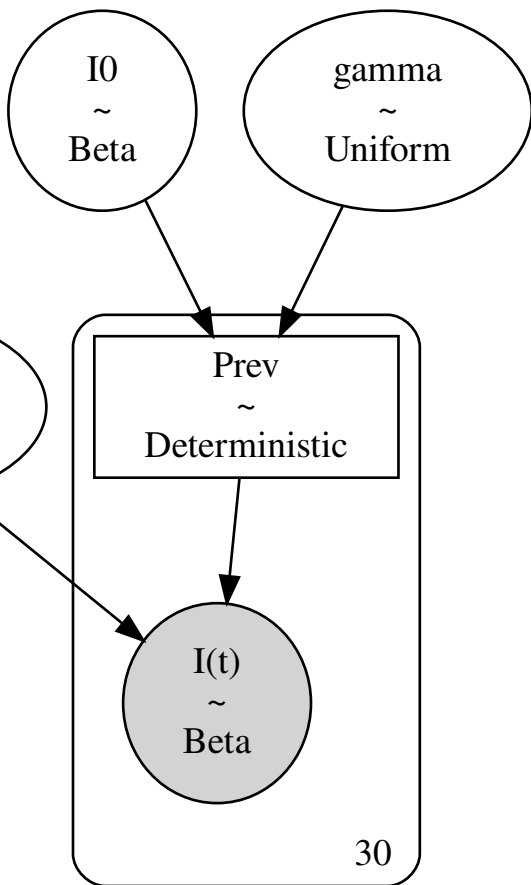 I0
~
Beta
gamma
~
Uniform
Prev
~
Deterministic
I(t)
~
Beta
30